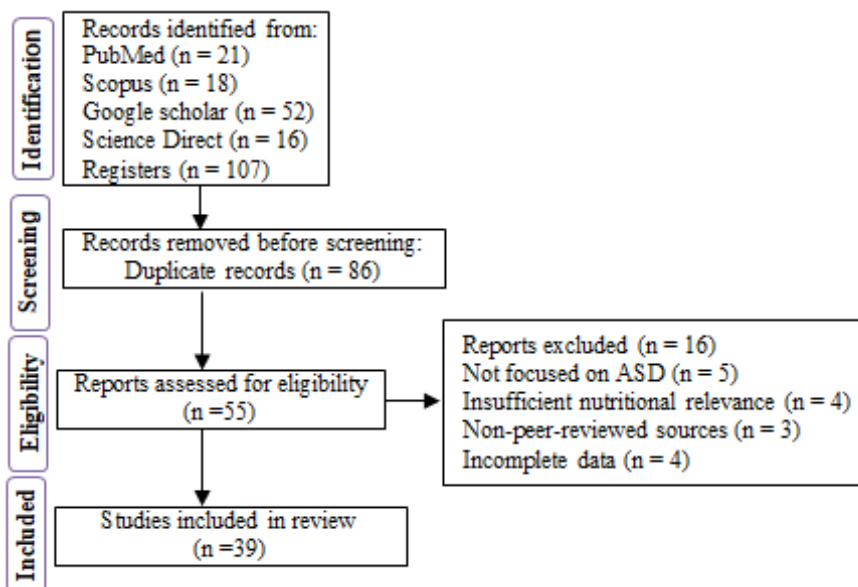 Identification
Records identified from:
PubMed (n = 21)
Scopus (n = 18)
Google scholar (n = 52)
Science Direct (n = 16)
Registers (n = 107)
Screening
Records removed before screening:
Duplicate records (n = 86)
Eligibility
Reports assessed for eligibility
(n =55)
Reports excluded (n = 16)
Not focused on ASD (n = 5)
Insufficient nutritional relevance (n = 4)
Non-peer-reviewed sources (n = 3)
Incomplete data (n = 4)
Included
Studies included in review
(n =39)